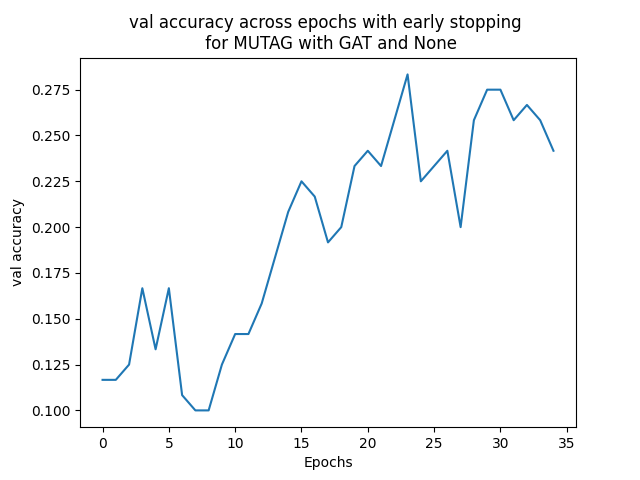 val accuracy across epochs with early stopping
for MUTAG with GAT and None
0.275
0.250
0.225
0.200
0.175
0.150
0.125
0.100
val accuracy
0 5 10 15 20 25 30 35
Epochs